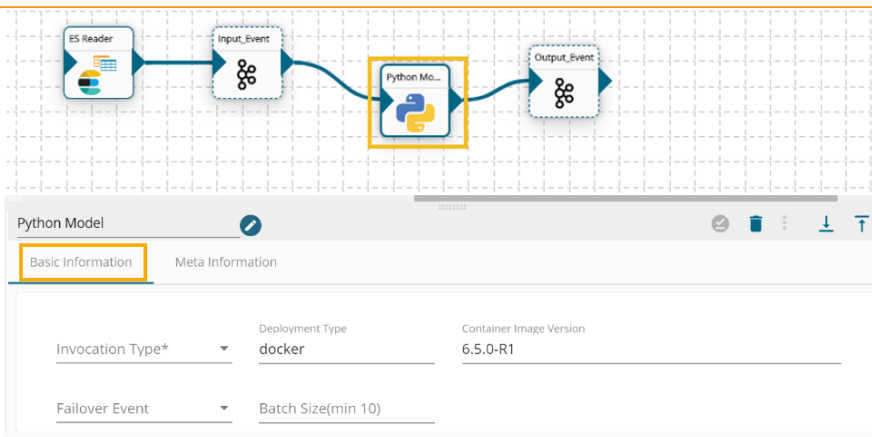 ES Reader
Input_Event
Python Mo...
Output_Event
Python Model
Basic Information
Meta Information
Invocation Type*
Deployment Type
docker
Container Image Version
6.5.0-R1
Failover Event
Batch Size(min 10)